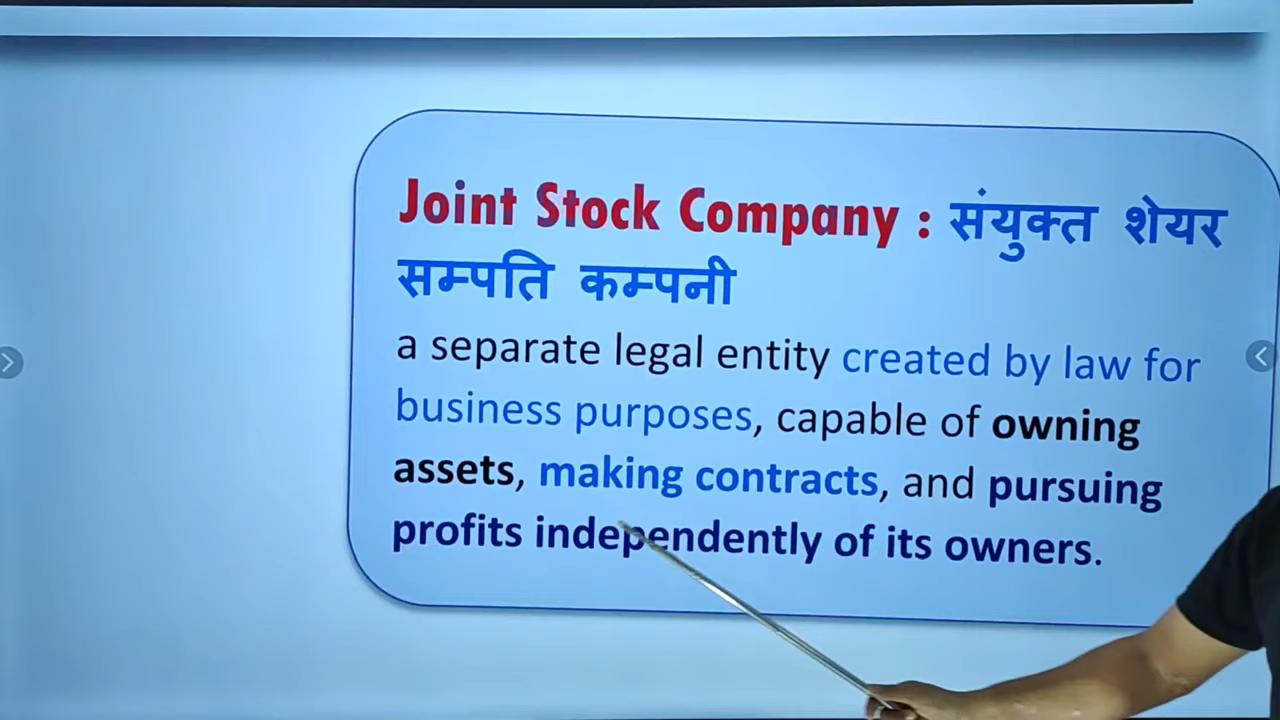 Joint Stock Company : संयुक्त शेयर
सम्पति कम्पनी
a separate legal entity created by law for
business purposes, capable of owning
assets, making contracts, and pursuing
profits independently of its owners.